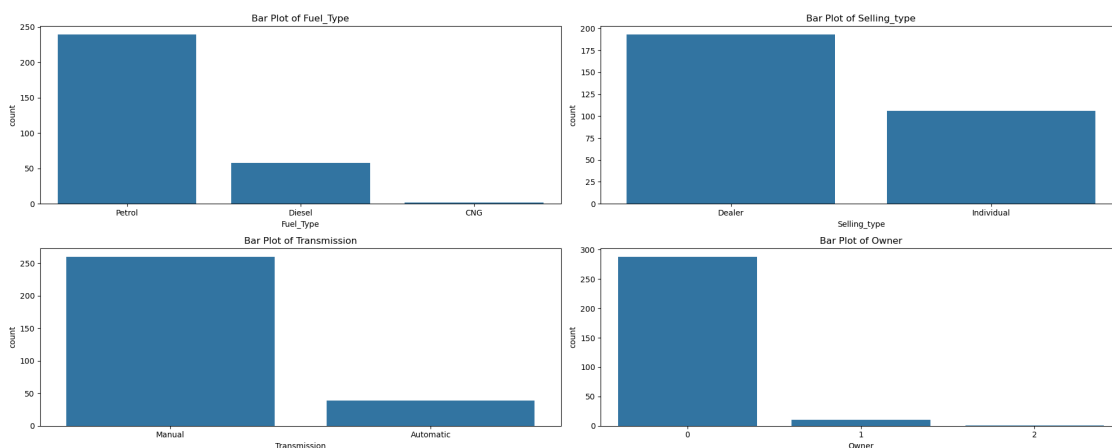 Bar Plot of Fuel_Type
250
200
150
100
50
0
count
Petrol
Diesel
CNG
Fuel_Type
Bar Plot of Selling_type
200
175
150
125
100
75
50
25
0
count
Dealer
Individual
Selling_type
Bar Plot of Transmission
250
200
150
100
50
0
count
Manual
Automatic
Transmission
Bar Plot of Owner
300
250
200
150
100
50
0
count
0
1
2
Owner